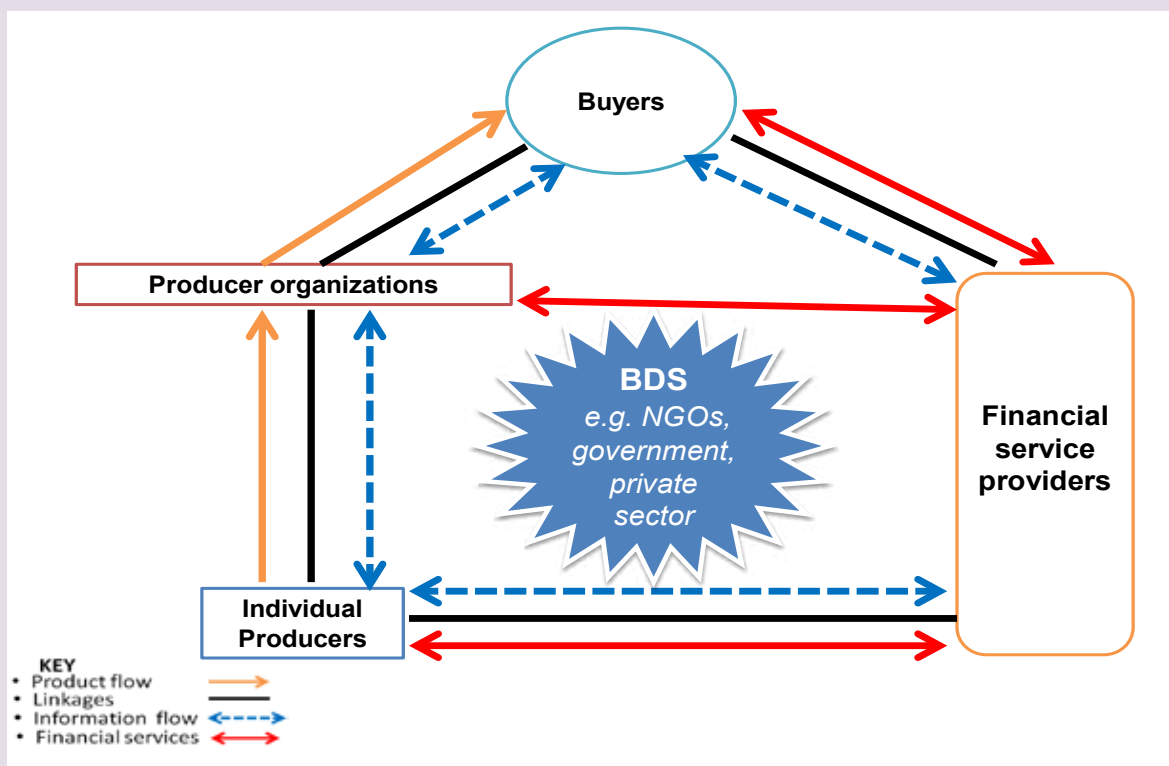 Buyers
Producer organizations
BDS
e.g. NGOs,
government,
private
sector
Financial
service
providers
Individual
Producers
KEY
• Product flow
• Linkages
• Information flow
• Financial services